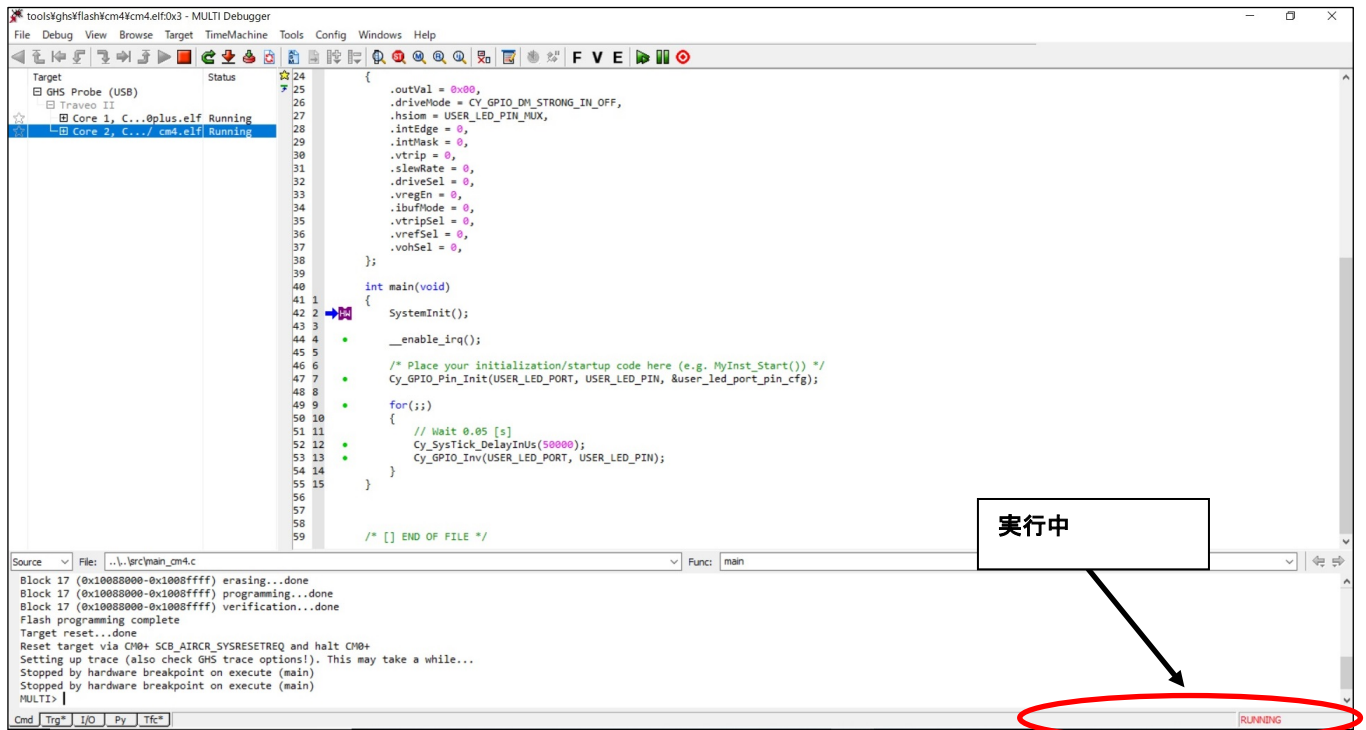 tools¥ghs¥flash¥cm4¥cm4.elf:0x3 - MULTI Debugger
File Debug View Browse Target TimeMachine Tools Config Windows Help
F V E
Target Status
GHS Probe (USB)
Traveo II
Core 1, C...0plus.elf Running
Core 2, C.../ cm4.elf Running
24 {
25 .outVal = 0x00,
26 .driveMode = CY_GPIO_DM_STRONG_IN_OFF,
27 .hsiom = USER_LED_PIN_MUX,
28 .intEdge = 0,
29 .intMask = 0,
30 .vtrip = 0,
31 .slewRate = 0,
32 .driveSel = 0,
33 .vregEn = 0,
34 .ibufMode = 0,
35 .vtripSel = 0,
36 .vrefSel = 0,
37 .vohSel = 0,
38 };
39
40 int main(void)
41 1 {
42 2 SystemInit();
43 3
44 4 __enable_irq();
45 5
46 6 /* Place your initialization/startup code here (e.g. MyInst_Start()) */
47 7 Cy_GPIO_Pin_Init(USER_LED_PORT, USER_LED_PIN, &user_led_port_pin_cfg);
48 8
49 9 for(;;)
50 10 {
51 11 // Wait 0.05 [s]
52 12 Cy_SysTick_DelayInUs(50000);
53 13 Cy_GPIO_Inv(USER_LED_PORT, USER_LED_PIN);
54 14 }
55 15 }
56
57
58
59 /* [] END OF FILE */
実行中
Source File: ..\..\src\main_cm4.c Func: main
Block 17 (0x10088000-0x1008ffff) erasing...done
Block 17 (0x10088000-0x1008ffff) programming...done
Block 17 (0x10088000-0x1008ffff) verification...done
Flash programming complete
Target reset...done
Reset target via CM0+ SCB_AIRCR_SYSRESETREQ and halt CM0+
Setting up trace (also check GHS trace options!). This may take a while...
Stopped by hardware breakpoint on execute (main)
Stopped by hardware breakpoint on execute (main)
MULTI>
Cmd Trg* I/O Py Tfc* RUNNING